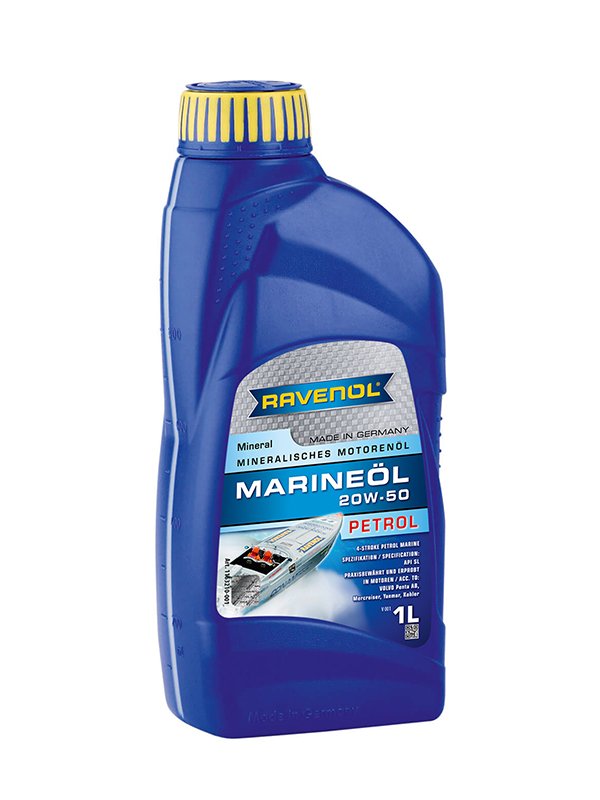 RAVENOL®
MADE IN GERMANY
Mineral
MINERALISCHES MOTORENÖL
MARINEÖL
20W-50
PETROL
4-STROKE PETROL MARINE
SPEZIFIKATION / SPECIFICATION:
API SL
PRAXISBEWÄHRT UND ERPROBT
IN MOTOREN / ACC. TO:
VOLVO Penta AB,
Mercruiser, Yanmar, Kohler
V 001
1L
Made in Germany